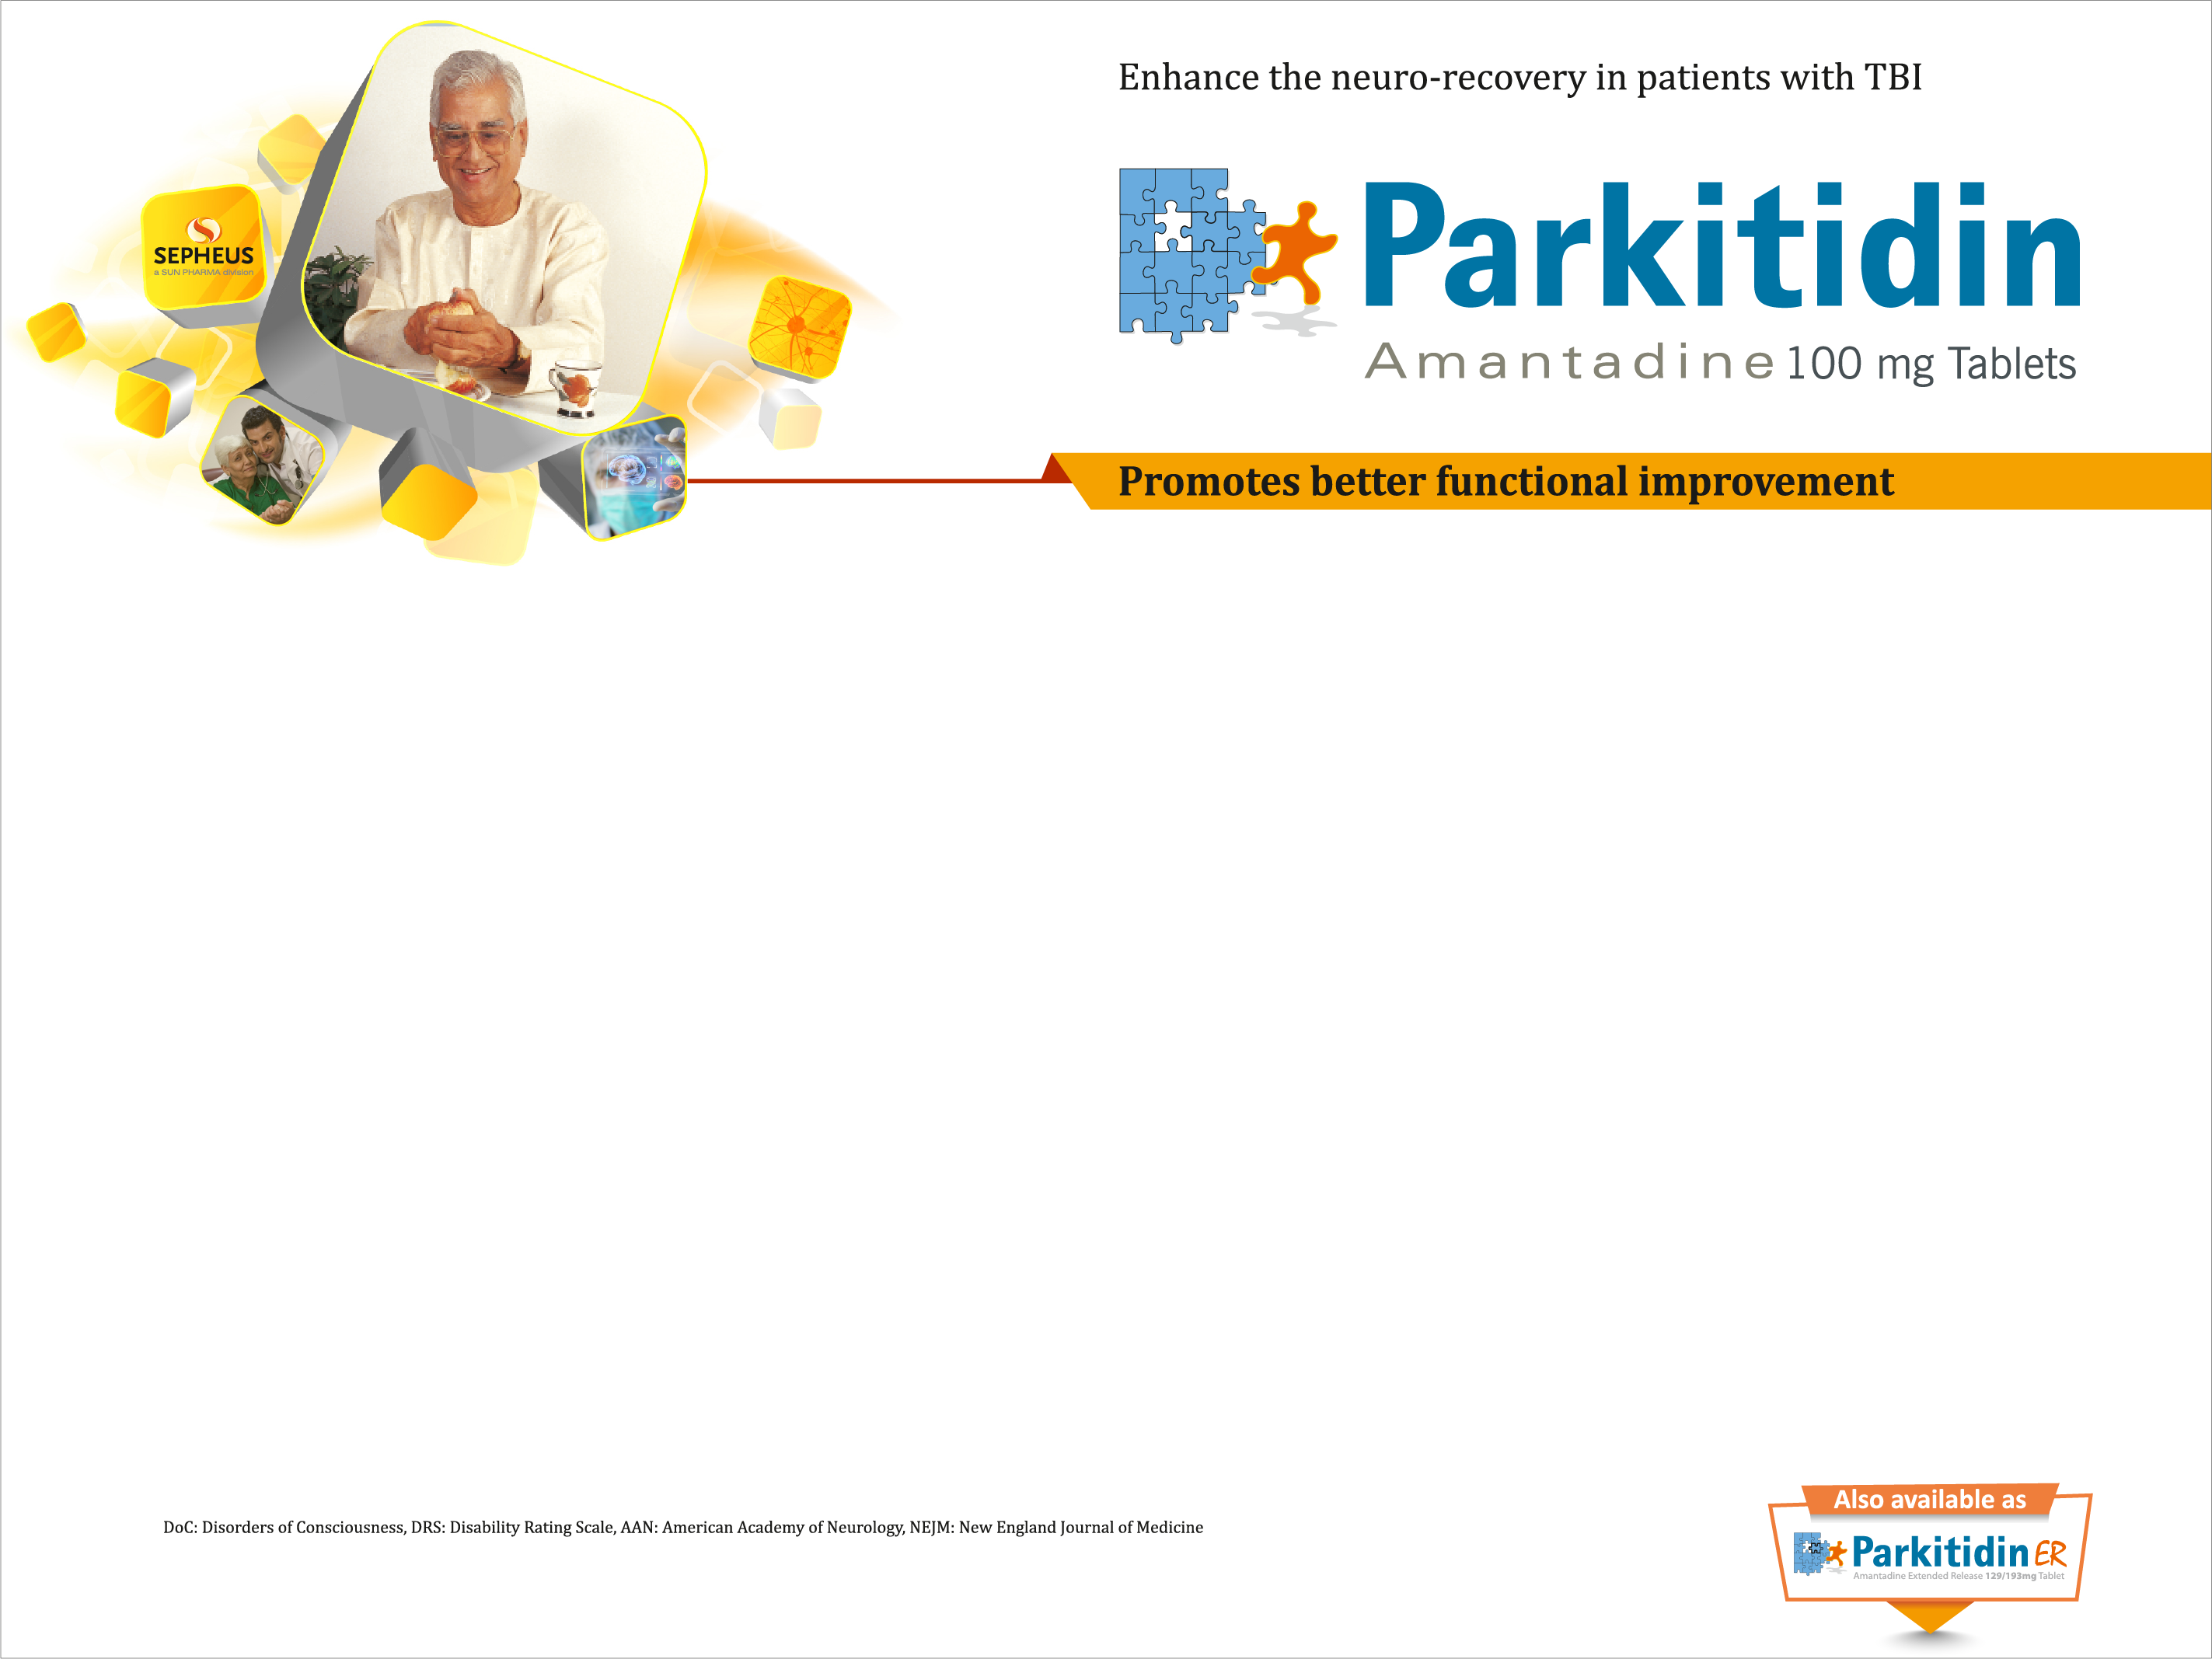 Enhance the neuro-recovery in patients with TBI
SEPHEUS
a SUN PHARMA division
Parkitidin
Amantadine 100 mg Tablets
Promotes better functional improvement
DoC: Disorders of Consciousness, DRS: Disability Rating Scale, AAN: American Academy of Neurology, NEJM: New England Journal of Medicine
Also available as
Parkitidin ER
Amantadine Extended Release 129/193mg Tablet